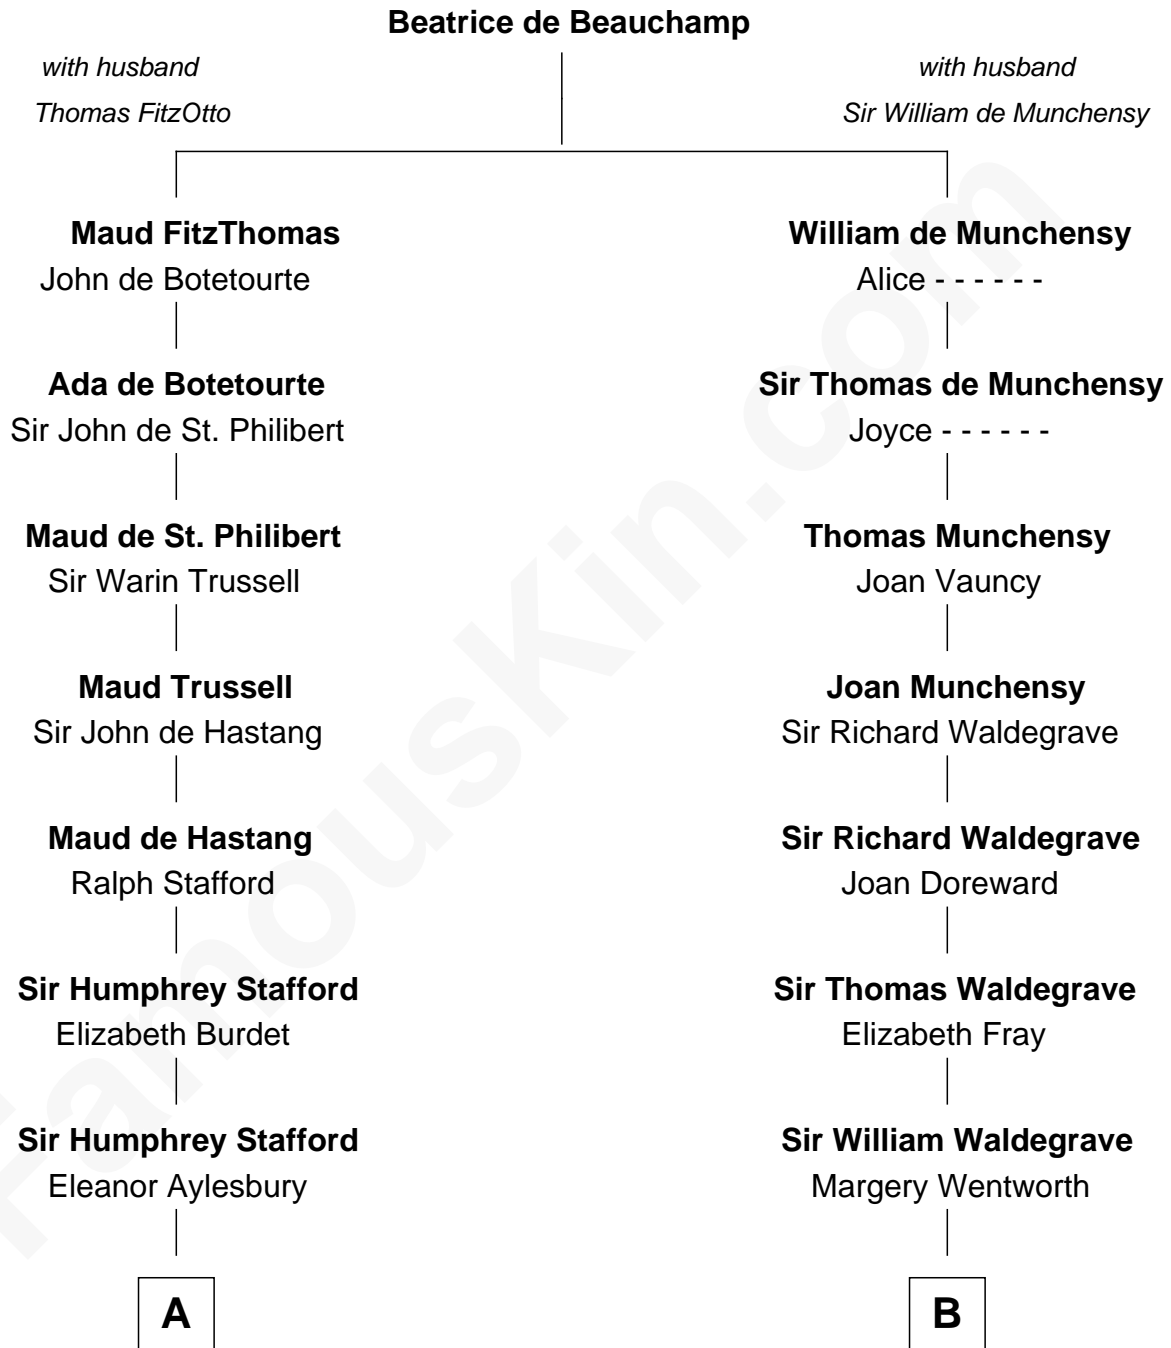 Beatrice de Beauchamp
with husband
Thomas FitzOtto
with husband
Sir William de Munchensy
Maud FitzThomas
John de Botetourte
Ada de Botetourte
Sir John de St. Philibert
Maud de St. Philibert
Sir Warin Trussell
Maud Trussell
Sir John de Hastang
Maud de Hastang
Ralph Stafford
Sir Humphrey Stafford
Elizabeth Burdet
Sir Humphrey Stafford
Eleanor Aylesbury
A
William de Munchensy
Alice - - - - - -
Sir Thomas de Munchensy
Joyce - - - - - -
Thomas Munchensy
Joan Vauncy
Joan Munchensy
Sir Richard Waldegrave
Sir Richard Waldegrave
Joan Doreward
Sir Thomas Waldegrave
Elizabeth Fray
Sir William Waldegrave
Margery Wentworth
B
FamousKin.com